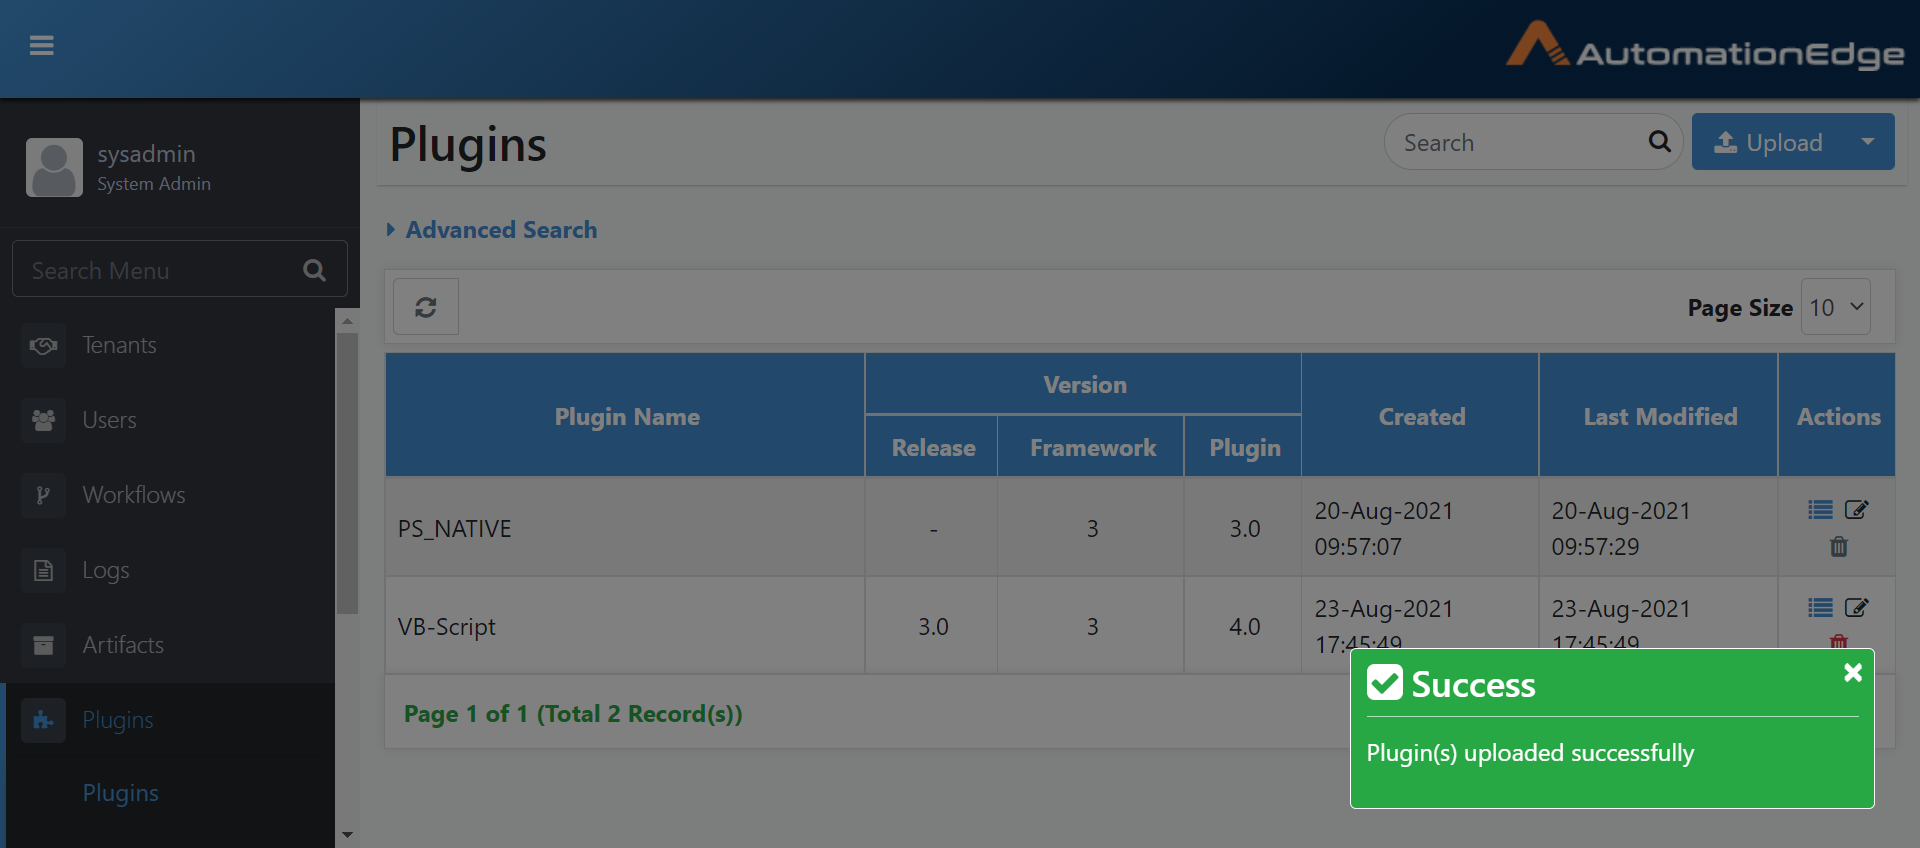 AutomationEdge
sysadmin
System Admin
Search Menu
Tenants
Users
Workflows
Logs
Artifacts
Plugins
Plugins
Plugins
Search
Upload
Advanced Search
Page Size 10
Plugin Name
Version
Created
Last Modified
Actions
Release
Framework
Plugin
PS_NATIVE
-
3
3.0
20-Aug-2021
09:57:07
20-Aug-2021
09:57:29
VB-Script
3.0
3
4.0
23-Aug-2021
17:45:49
23-Aug-2021
17:45:49
Page 1 of 1 (Total 2 Record(s))
Success
Plugin(s) uploaded successfully